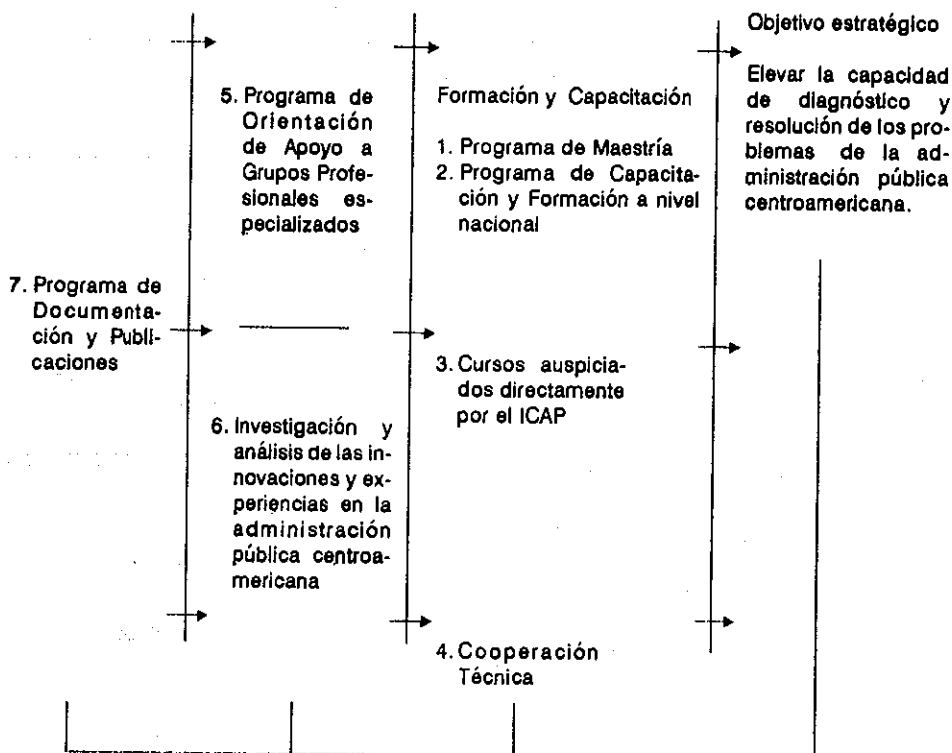 7. Programa de
Documenta-
ción y Publi-
caciones
5. Programa de
Orientación
de Apoyo a
Grupos Profe-
sionales es-
pecializados
6. Investigación y
análisis de las in-
novaciones y ex-
periencias en la
administración
pública centroa-
mericana
Formación y Capacitación
1. Programa de Maestría
2. Programa de Capacita-
ción y Formación a nivel
nacional
3. Cursos auspicia-
dos directamente
por el ICAP
4. Cooperación
Técnica
Objetivo estratégico
Elevar la capacidad
de diagnóstico y
resolución de los pro-
blemas de la ad-
ministración pública
centroamericana.